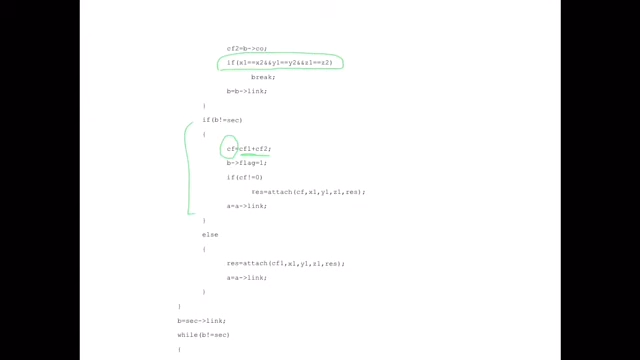 cf2=b->co;
if(x1==x2&&y1==y2&&z1==z2)
break;
b=b->link;
}
if(b!=sec)
{
cf=cf1+cf2;
b->flag=1;
if(cf!=0)
res=attach(cf,x1,y1,z1,res);
a=a->link;
}
else
{
res=attach(cf1,x1,y1,z1,res);
a=a->link;
}
}
b=sec->link;
while(b!=sec)
{